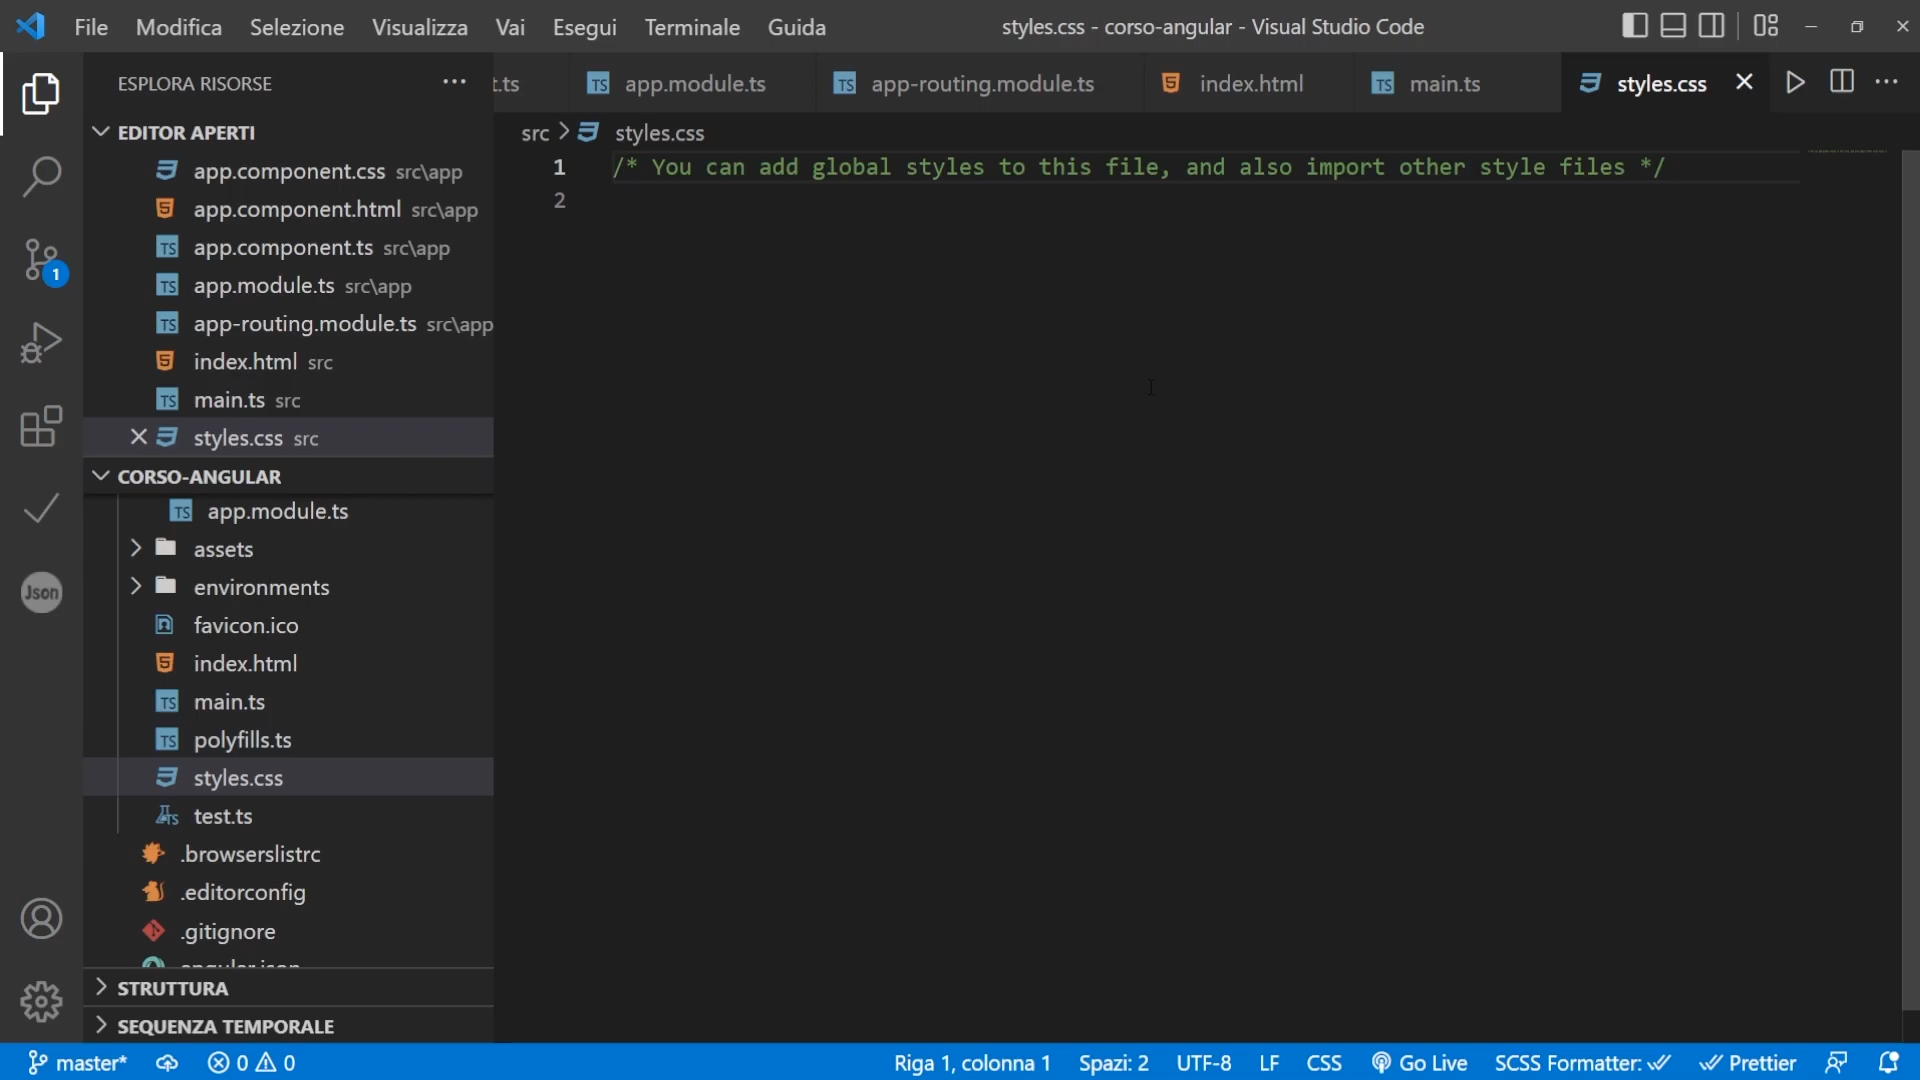 File Modifica Selezione Visualizza Vai Esegui Terminale Guida styles.css - corso-angular - Visual Studio Code
ESPLORA RISORSE
t.ts app.module.ts app-routing.module.ts index.html main.ts styles.css
EDITOR APERTI
app.component.css src\app
app.component.html src\app
app.component.ts src\app
app.module.ts src\app
app-routing.module.ts src\app
index.html src
main.ts src
styles.css src
CORSO-ANGULAR
app.module.ts
assets
environments
favicon.ico
index.html
main.ts
polyfills.ts
styles.css
test.ts
.browserslistrc
.editorconfig
.gitignore
angular.json
STRUTTURA
SEQUENZA TEMPORALE
src > styles.css
1 /* You can add global styles to this file, and also import other style files */
2
1
Json
master* 0 0 Riga 1, colonna 1 Spazi: 2 UTF-8 LF CSS Go Live SCSS Formatter: Prettier